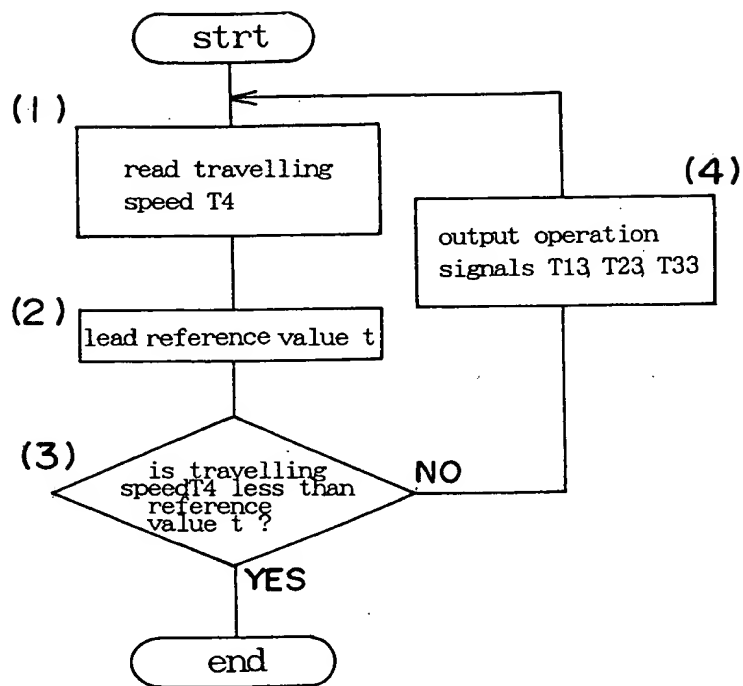 strt
(1)
read travelling
speed T4
(2)
lead reference value t
(3)
is travelling
speedT4 less than
reference
value t ?
NO
(4)
output operation
signals T13, T23, T33
YES
end